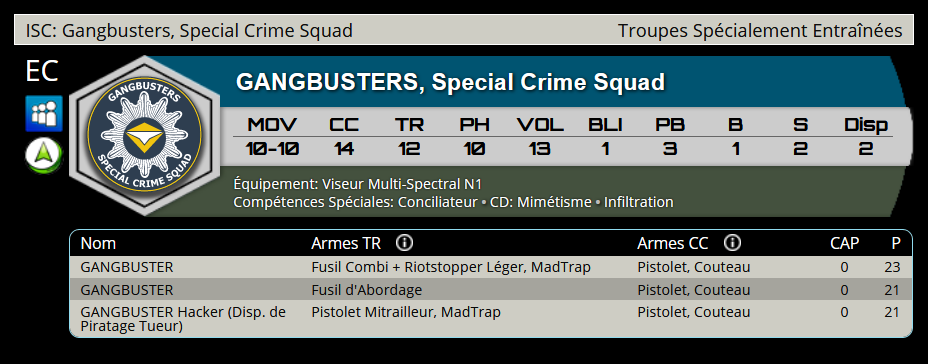 ISC: Gangbusters, Special Crime Squad Troupes Spécialement Entraînées
EC
GANGBUSTERS
SPECIAL CRIME SQUAD
GANGBUSTERS, Special Crime Squad
MOV CC TR PH VOL BLI PB B S Disp
10-10 14 12 10 13 1 3 1 2 2
Équipement: Viseur Multi-Spectral N1
Compétences Spéciales: Conciliateur • CD: Mimétisme • Infiltration
Nom Armes TR Armes CC CAP P
GANGBUSTER Fusil Combi + Riotstopper Léger, MadTrap Pistolet, Couteau 0 23
GANGBUSTER Fusil d'Abordage Pistolet, Couteau 0 21
GANGBUSTER Hacker (Disp. de Pistolet Mitrailleur, MadTrap Pistolet, Couteau 0 21
Piratage Tueur)